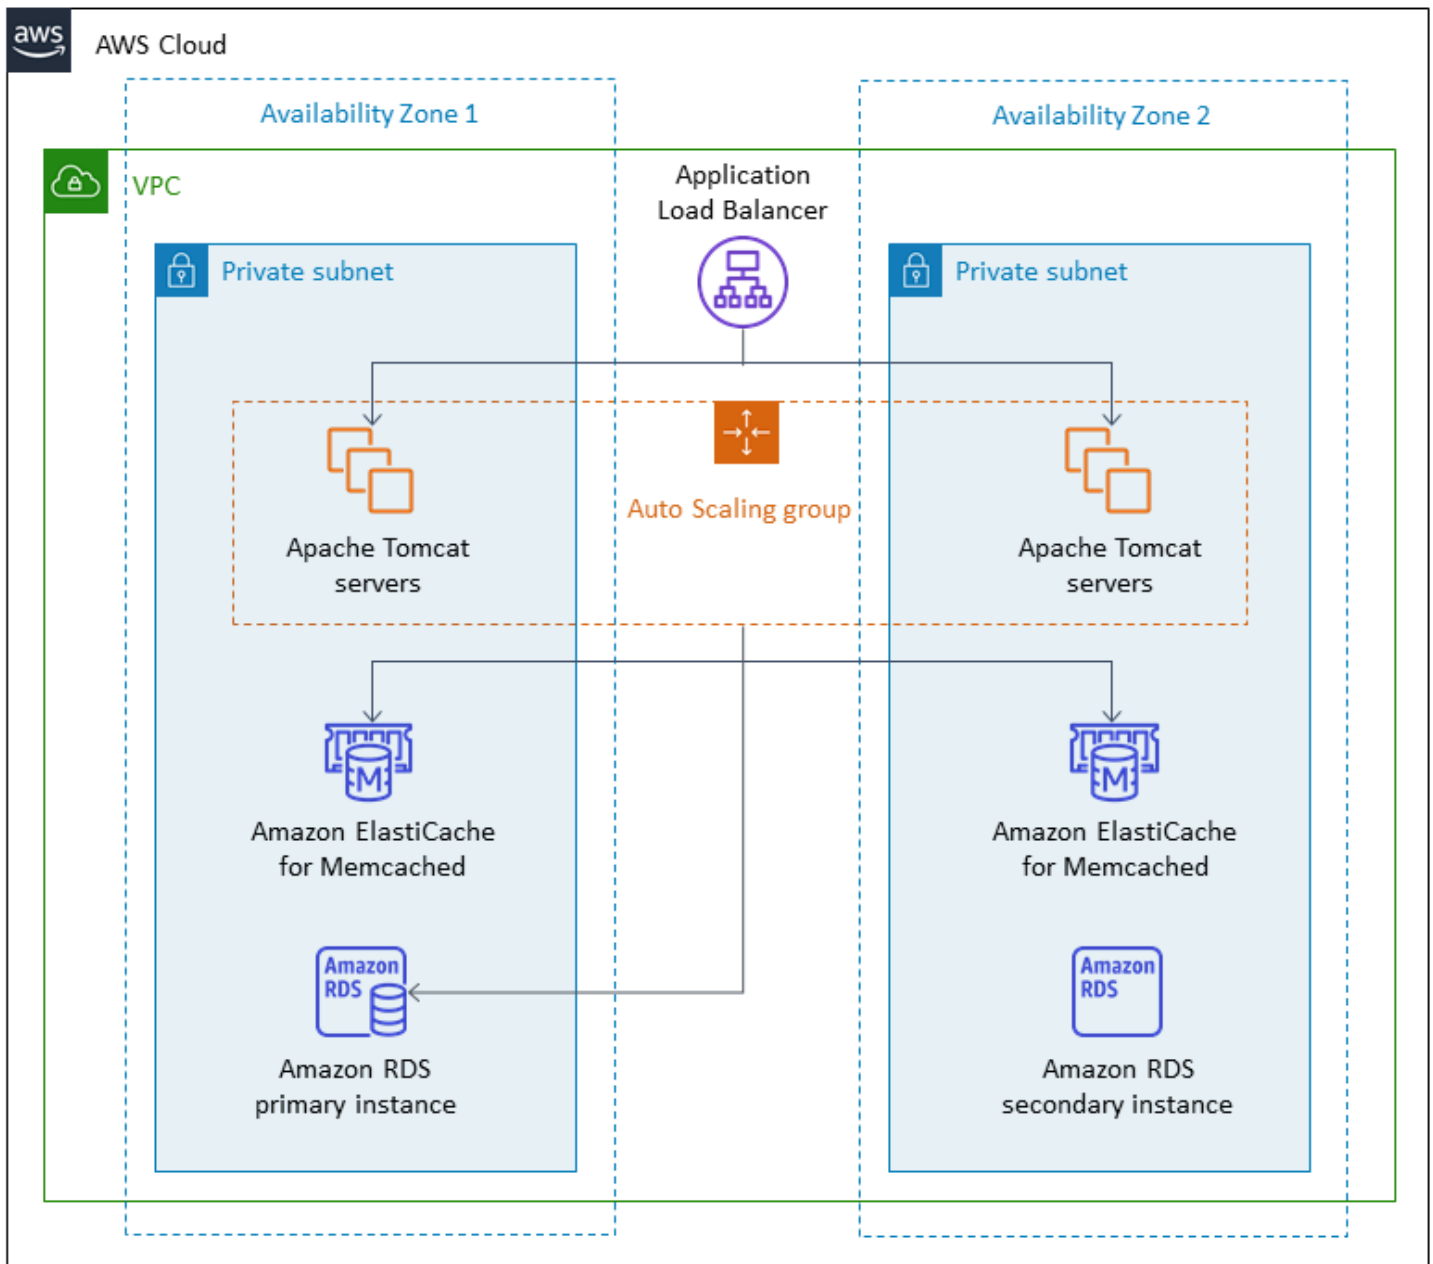 aws
AWS Cloud
Availability Zone 1
Availability Zone 2
VPC
Application
Load Balancer
Private subnet
Private subnet
Auto Scaling group
Apache Tomcat
servers
Apache Tomcat
servers
M
M
Amazon ElastiCache
for Memcached
Amazon ElastiCache
for Memcached
Amazon
RDS
Amazon
RDS
Amazon RDS
primary instance
Amazon RDS
secondary instance